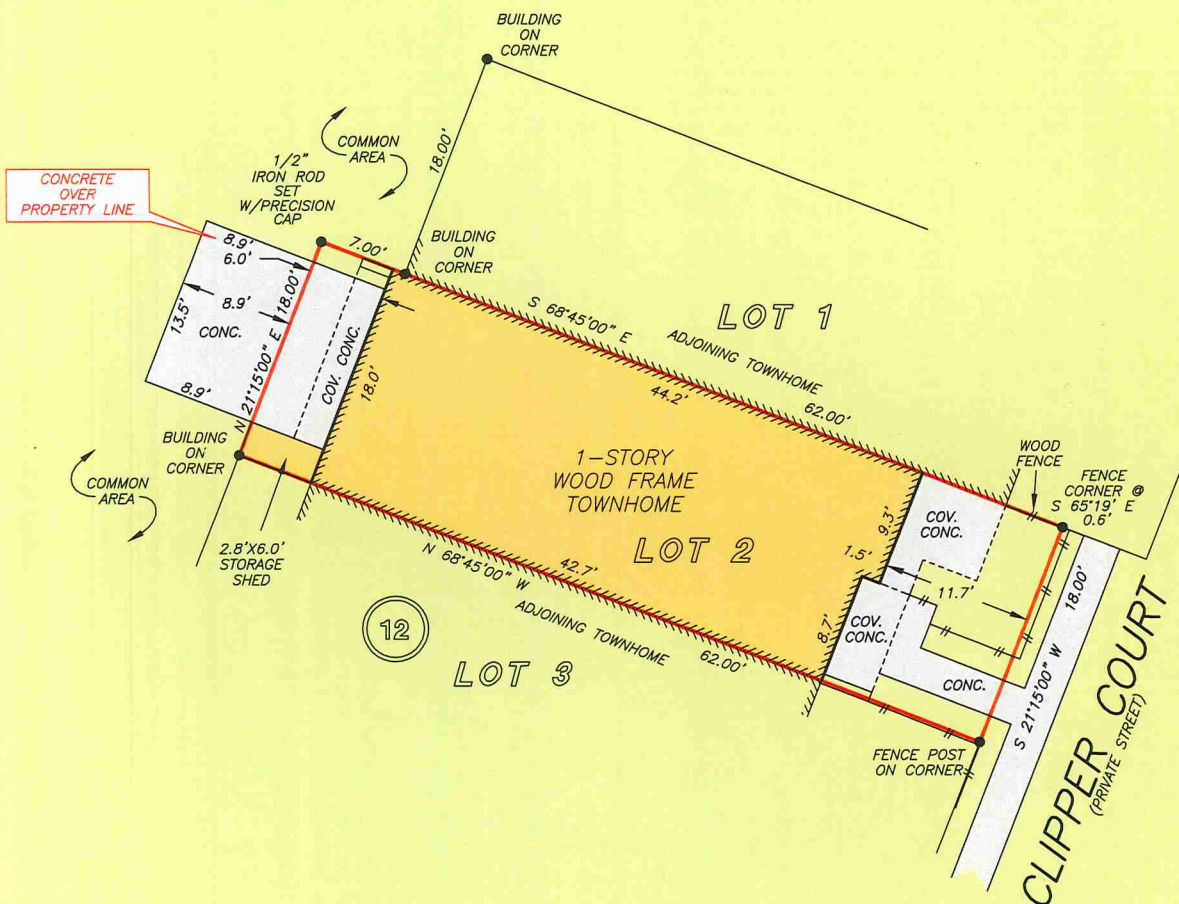 BUILDING
ON
CORNER
18.00'
COMMON
AREA
1/2"
IRON ROD
SET
W/PRECISION
CAP
CONCRETE
OVER
PROPERTY LINE
7.00'
BUILDING
ON
CORNER
8.9'
6.0'
18.00'
8.9'
13.5'
CONC.
8.9'
N 21°15'00" E
COV. CONC.
18.0'
S 68°45'00" E
LOT 1
ADJOINING TOWNHOME
44.2'
62.00'
BUILDING
ON
CORNER
COMMON
AREA
2.8'X6.0'
STORAGE
SHED
1-STORY
WOOD FRAME
TOWNHOME
LOT 2
N 68°45'00" W
42.7'
ADJOINING TOWNHOME
62.00'
12
LOT 3
WOOD
FENCE
FENCE
CORNER @
S 65°19' E
0.6'
COV.
CONC.
9.3'
1.5'
11.7'
18.00'
8.7'
COV.
CONC.
CONC.
S 21°15'00" W
FENCE POST
ON CORNER
CLIPPER COURT
(PRIVATE STREET)